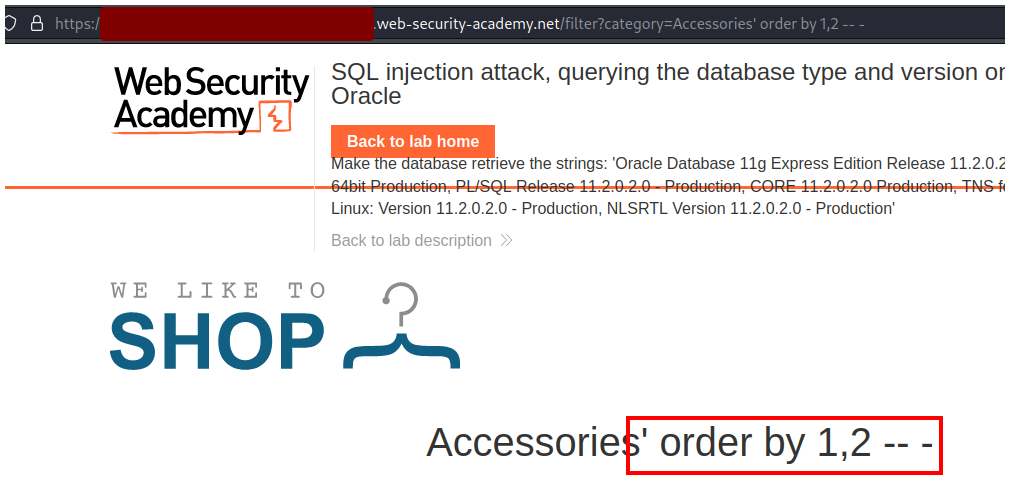 https:/ .web-security-academy.net/filter?category=Accessories' order by 1,2 -- -
Web Security
Academy
SQL injection attack, querying the database type and version on
Oracle
Back to lab home
Make the database retrieve the strings: 'Oracle Database 11g Express Edition Release 11.2.0.2
64bit Production, PL/SQL Release 11.2.0.2.0 - Production, CORE 11.2.0.2.0 Production, TNS
Linux: Version 11.2.0.2.0 - Production, NLSRTL Version 11.2.0.2.0 - Production'
Back to lab description
WE LIKE TO
SHOP
Accessories' order by 1,2 -- -